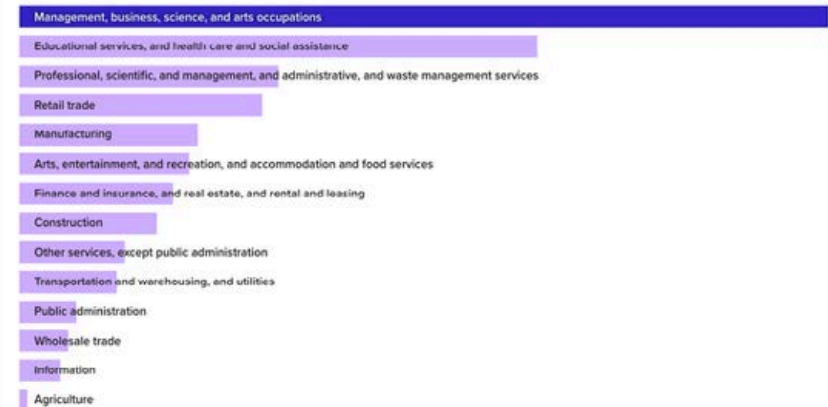 Management, business, science, and arts occupations
Educational services, and health care and social assistance
Professional, scientific, and management, and administrative, and waste management services
Retail trade
Manufacturing
Arts, entertainment, and recreation, and accommodation and food services
Finance and insurance, and real estate, and rental and leasing
Construction
Other services, except public administration
Transportation and warehousing, and utilities
Public administration
Wholesale trade
Information
Agriculture